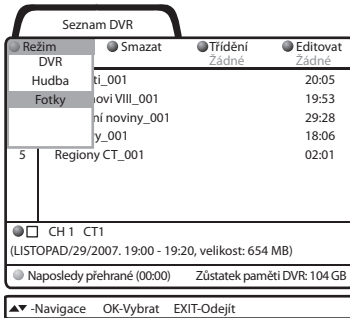 Seznam DVR
Režim Smazat Třídění Editovat
DVR Žádné Žádné
Hudba ti_001 20:05
Fotky novi VIII_001 19:53
ní noviny_001 29:28
y_001 18:06
5 Regiony CT_001 02:01
CH 1 CT1
(LISTOPAD/29/2007. 19:00 - 19:20, velikost: 654 MB)
Naposledy přehrané (00:00) Zůstatek paměti DVR: 104 GB
▲▼ -Navigace OK-Vybrat EXIT-Odejít